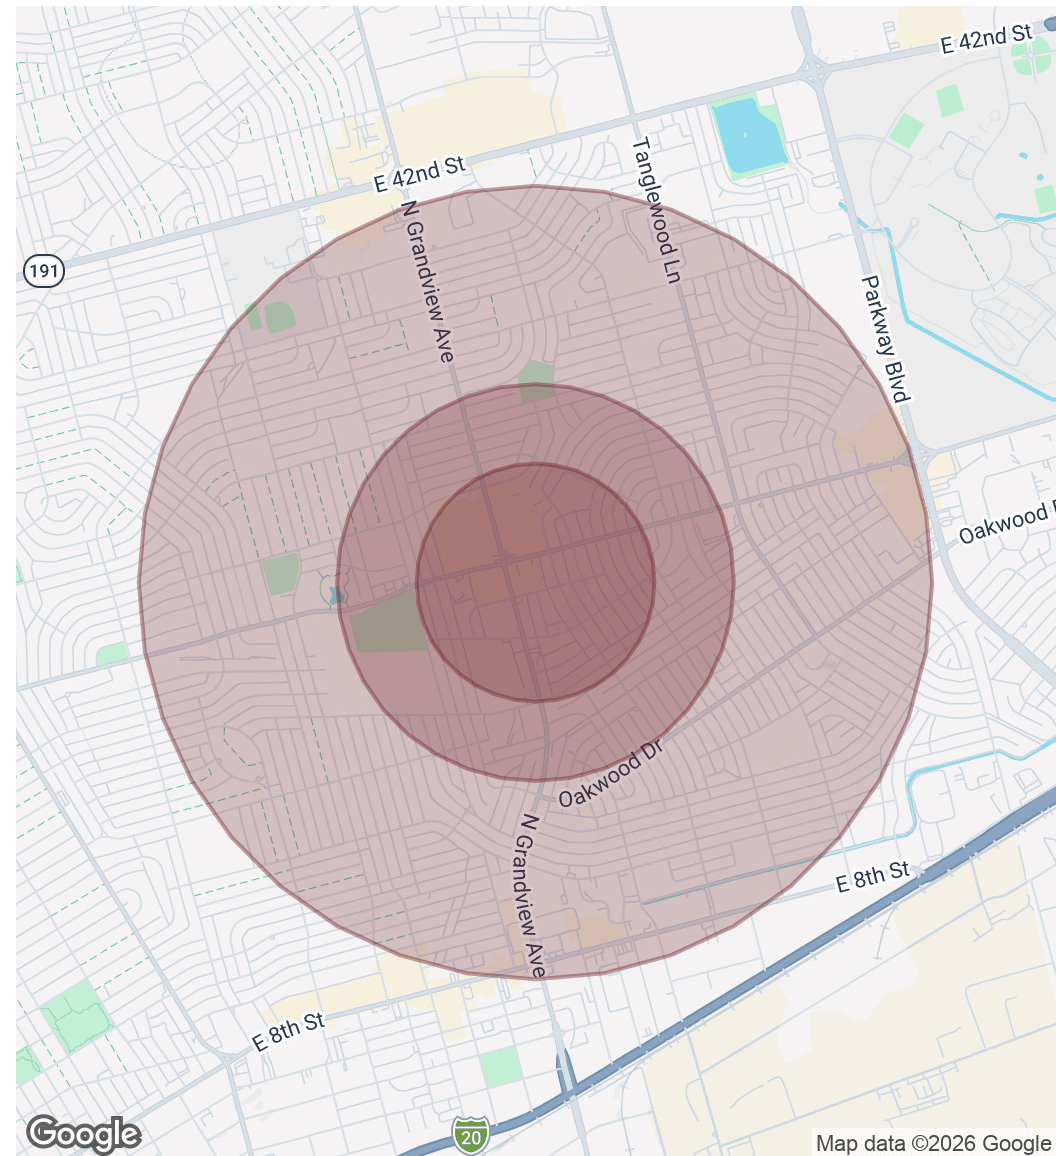 E 42nd St
E 42nd St
Tanglewood Ln
N Grandview Ave
191
Parkway Blvd
Oakwood D
Oakwood Dr
N Grandview Ave
E 8th St
E 8th St
20
Google
Map data ©2026 Google